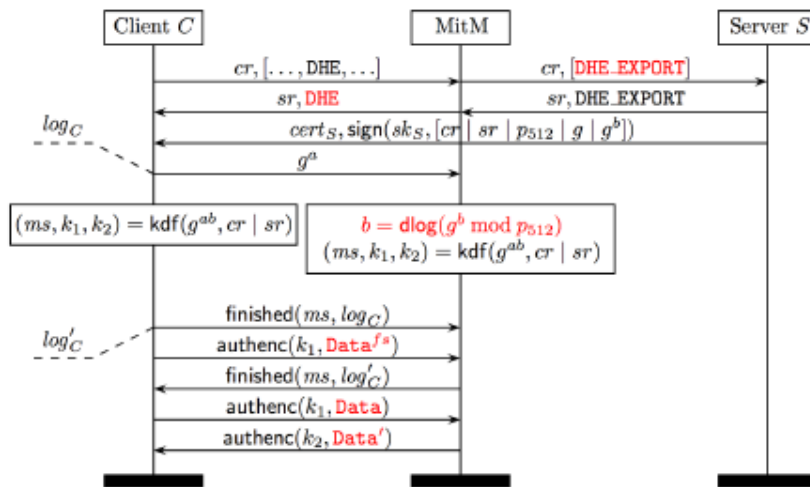 Client C MitM Server S
cr, [..., DHE, ...] cr, [DHE_EXPORT]
sr, DHE sr, DHE_EXPORT
log_C cert_S, sign(sk_S, [cr | sr | p_512 | g | g^b])
g^a
(ms, k_1, k_2) = kdf(g^{ab}, cr | sr) b = dlog(g^b mod p_512)
(ms, k_1, k_2) = kdf(g^{ab}, cr | sr)
finished(ms, log_C)
log'_C authenc(k_1, Data^{fs})
finished(ms, log'_C)
authenc(k_1, Data)
authenc(k_2, Data')